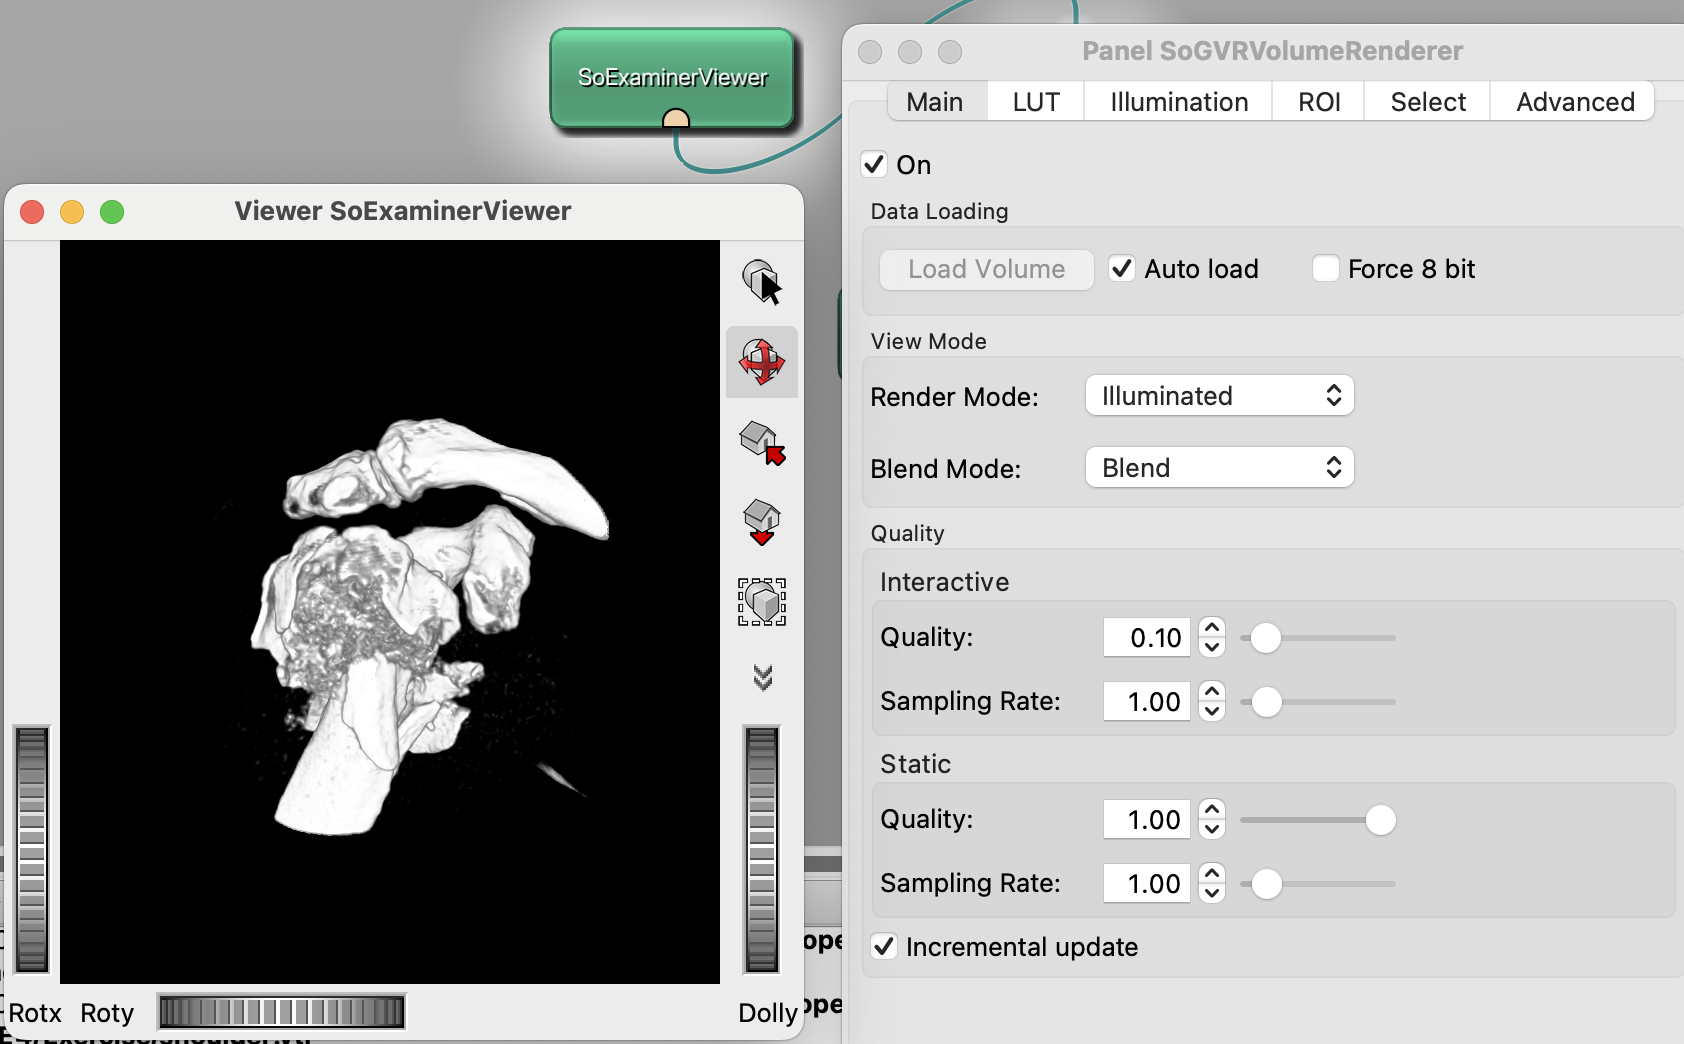 SoExaminerViewer
Panel SoGVRVolumeRenderer
Main LUT Illumination ROI Select Advanced
On
Data Loading
Load Volume Auto load Force 8 bit
View Mode
Render Mode: Illuminated
Blend Mode: Blend
Quality
Interactive
Quality: 0.10
Sampling Rate: 1.00
Static
Quality: 1.00
Sampling Rate: 1.00
Incremental update
Viewer SoExaminerViewer
Rotx Roty Dolly
ope
ope